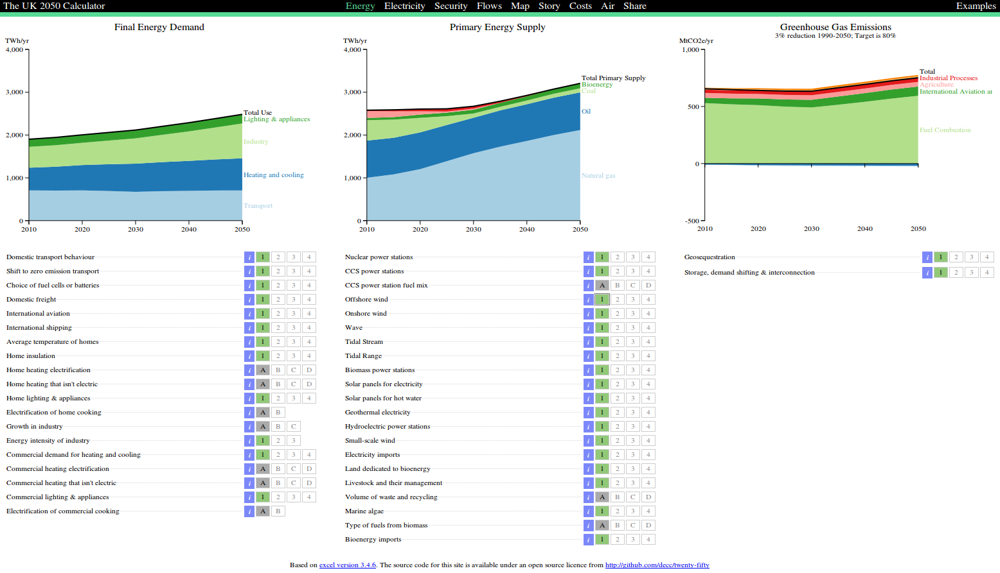 The UK 2050 Calculator
Energy Electricity Security Flows Map Story Costs Air Share
Examples
Final Energy Demand
TWh/yr
4,000
3,000
2,000
1,000
0
2010 2020 2030 2040 2050
Total Use
Lighting & appliances
Industry
Heating and cooling
Transport
Primary Energy Supply
TWh/yr
4,000
3,000
2,000
1,000
0
2010 2020 2030 2040 2050
Total Primary Supply
Bioenergy
Coal
Oil
Natural gas
Greenhouse Gas Emissions
3% reduction 1990-2050; Target is 80%
MtCO2e/yr
1,000
500
0
-500
2010 2020 2030 2040 2050
Total
Industrial Processes
Agriculture
International Aviation ar
Fuel Combustion
Domestic transport behaviour i 1 2 3 4
Shift to zero emission transport i 1 2 3 4
Choice of fuel cells or batteries i 1 2 3 4
Domestic freight i 1 2 3 4
International aviation i 1 2 3 4
International shipping i 1 2 3 4
Average temperature of homes i 1 2 3 4
Home insulation i 1 2 3 4
Home heating electrification i A B C D
Home heating that isn't electric i A B C D
Home lighting & appliances i 1 2 3 4
Electrification of home cooking i A B
Growth in industry i A B C
Energy intensity of industry i 1 2 3
Commercial demand for heating and cooling i 1 2 3 4
Commercial heating electrification i A B C D
Commercial heating that isn't electric i A B C D
Commercial lighting & appliances i 1 2 3 4
Electrification of commercial cooking i A B
Nuclear power stations i 1 2 3 4
CCS power stations i 1 2 3 4
CCS power station fuel mix i A B C D
Offshore wind i 1 2 3 4
Onshore wind i 1 2 3 4
Wave i 1 2 3 4
Tidal Stream i 1 2 3 4
Tidal Range i 1 2 3 4
Biomass power stations i 1 2 3 4
Solar panels for electricity i 1 2 3 4
Solar panels for hot water i 1 2 3 4
Geothermal electricity i 1 2 3 4
Hydroelectric power stations i 1 2 3 4
Small-scale wind i 1 2 3 4
Electricity imports i 1 2 3 4
Land dedicated to bioenergy i 1 2 3 4
Livestock and their management i 1 2 3 4
Volume of waste and recycling i A B C D
Marine algae i 1 2 3 4
Type of fuels from biomass i A B C D
Bioenergy imports i 1 2 3 4
Geosequestration i 1 2 3 4
Storage, demand shifting & interconnection i 1 2 3 4
Based on excel version 3.4.6. The source code for this site is available under an open source licence from http://github.com/decc/twenty-fifty